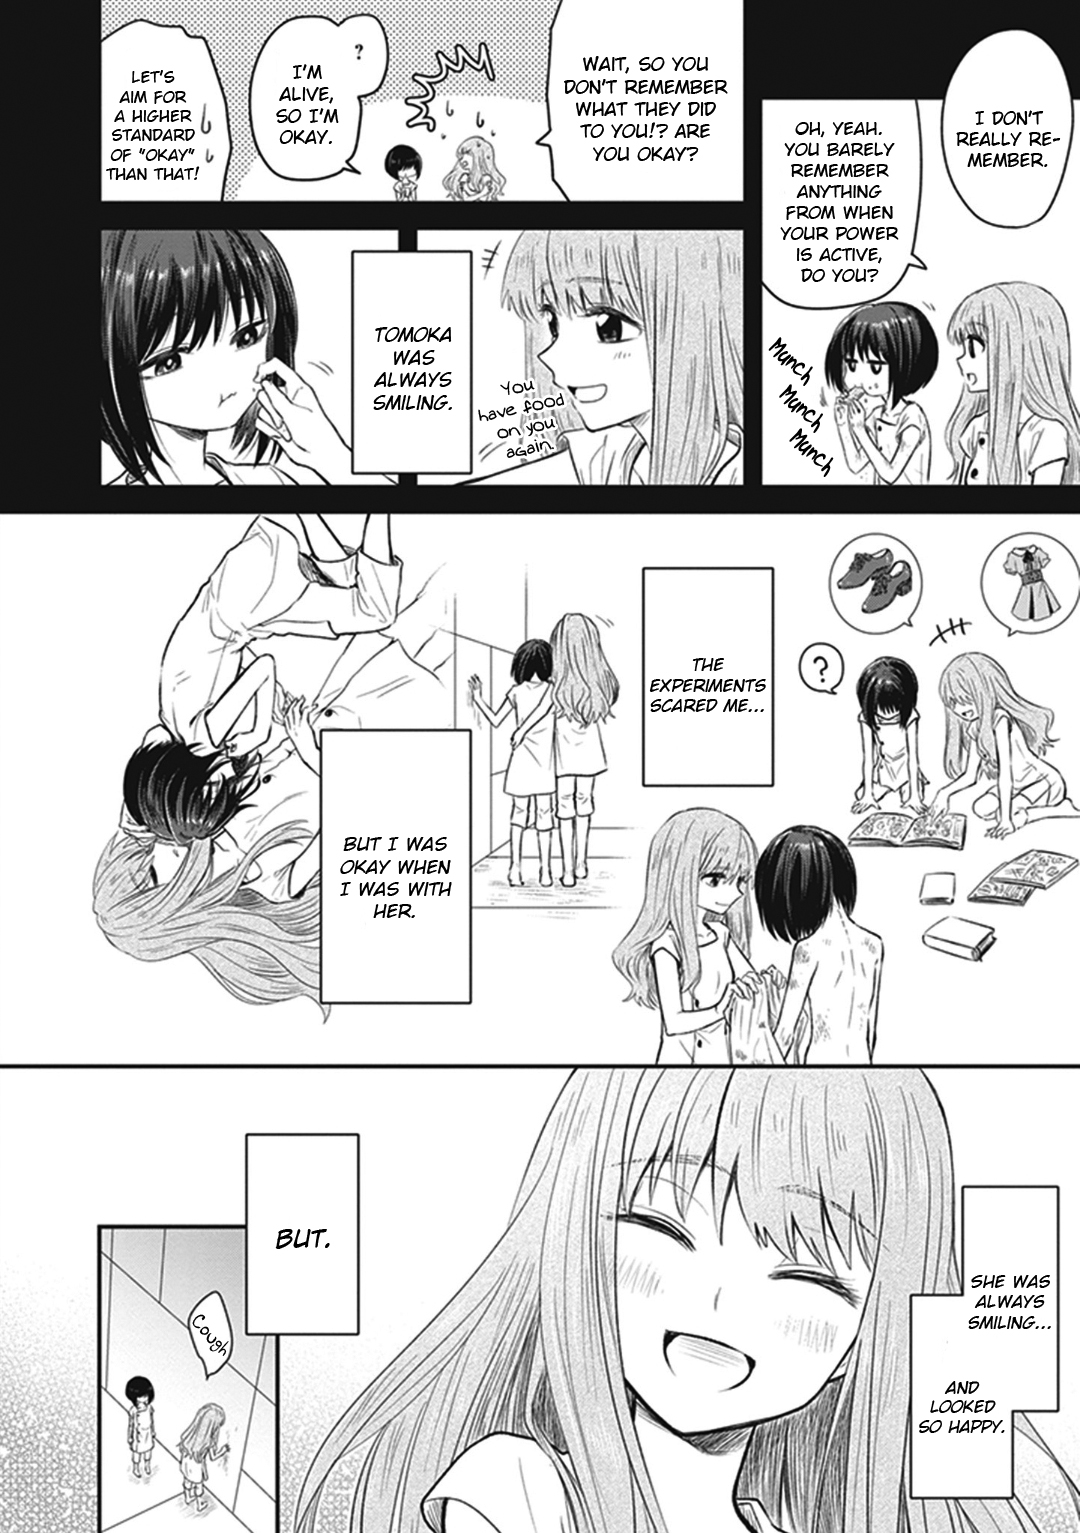 I DON'T
REALLY RE-
MEMBER.
OH, YEAH.
YOU BARELY
REMEMBER
ANYTHING
FROM WHEN
YOUR POWER
IS ACTIVE,
DO YOU?
Munch
Munch
Munch
WAIT, SO YOU
DON'T REMEMBER
WHAT THEY DID
TO YOU!? ARE
YOU OKAY?
?
I'M
ALIVE,
SO I'M
OKAY.
LET'S
AIM FOR
A HIGHER
STANDARD
OF "OKAY"
THAN THAT!
You
have food
on you
again.
TOMOKA
WAS
ALWAYS
SMILING.
?
THE
EXPERIMENTS
SCARED ME...
BUT I WAS
OKAY WHEN
I WAS WITH
HER.
SHE WAS
ALWAYS
SMILING...
AND
LOOKED
SO HAPPY.
BUT.
Cough